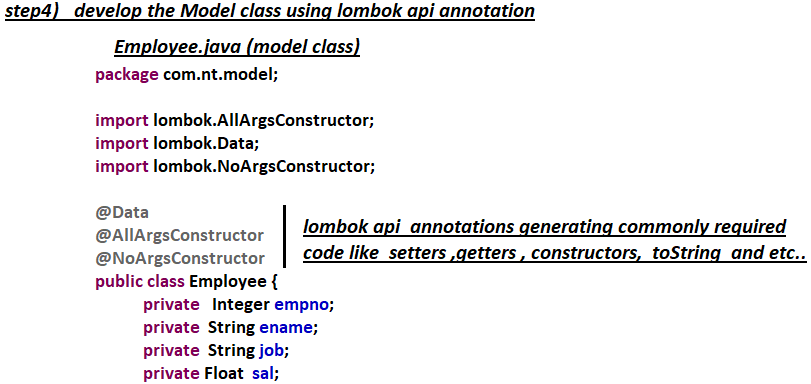 step4) develop the Model class using lombok api annotation
Employee.java (model class)
package com.nt.model;
import lombok.AllArgsConstructor;
import lombok.Data;
import lombok.NoArgsConstructor;
@Data
@AllArgsConstructor
@NoArgsConstructor
lombok api annotations generating commonly required
code like setters ,getters , constructors, toString and etc..
public class Employee {
private Integer empno;
private String ename;
private String job;
private Float sal;